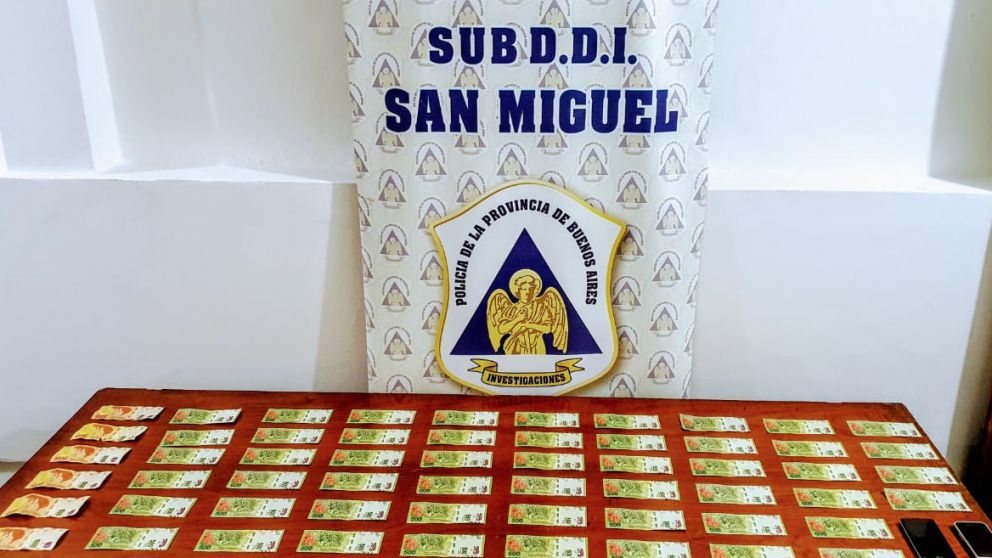 SUB D.D.I.
SAN MIGUEL
POLICIA DE LA PROVINCIA DE BUENOS AIRES
INVESTIGACIONES